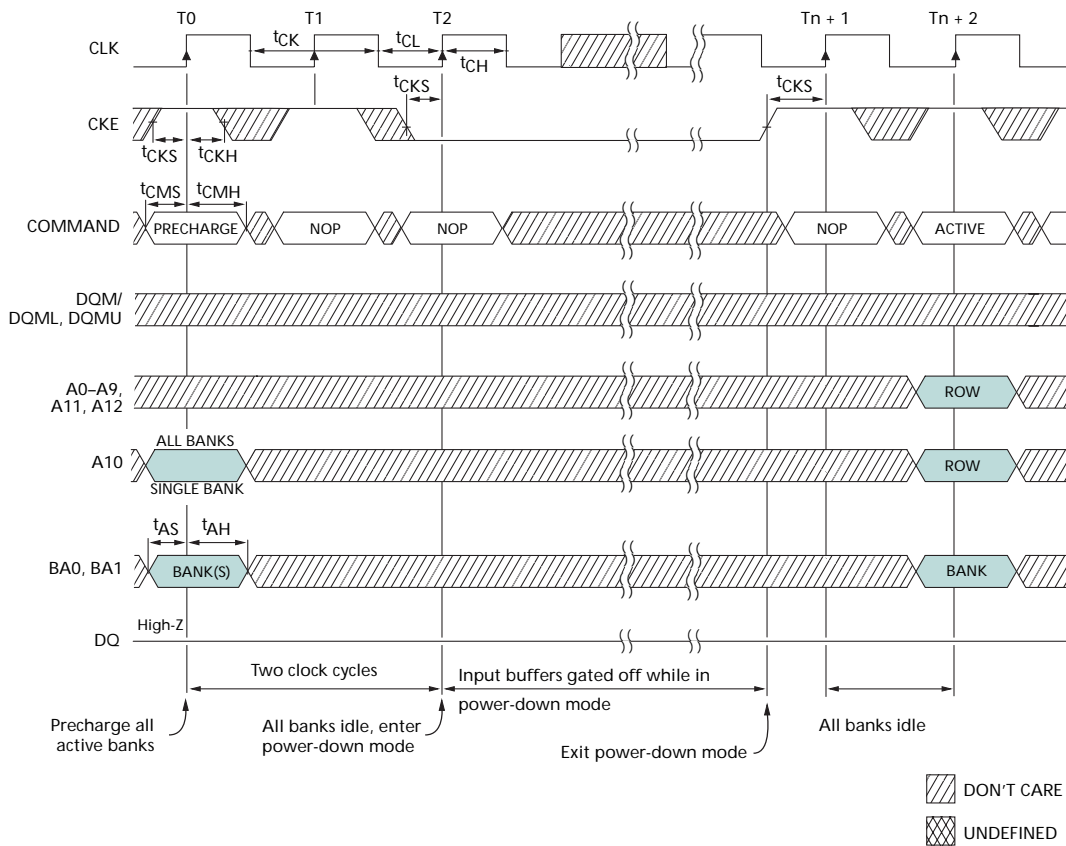 T0 T1 T2 Tn + 1 Tn + 2
CLK
tCK tCL tCH
tCKS tCKS
CKE
tCKS tCKH
tCMS tCMH
COMMAND PRECHARGE NOP NOP NOP ACTIVE
DQM/
DQML, DQMU
A0–A9,
A11, A12
ROW
ALL BANKS
A10 ROW
SINGLE BANK
tAS tAH
BA0, BA1 BANK(S) BANK
High-Z
DQ
Two clock cycles
Input buffers gated off while in
power-down mode
Precharge all
active banks
All banks idle, enter
power-down mode
Exit power-down mode
All banks idle
DON'T CARE
UNDEFINED